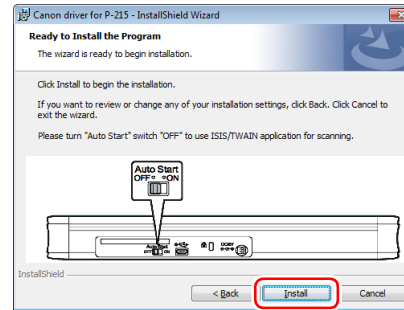 Canon driver for P-215 - InstallShield Wizard
Ready to Install the Program
The wizard is ready to begin installation.
Click Install to begin the installation.
If you want to review or change any of your installation settings, click Back. Click Cancel to
exit the wizard.
Please turn "Auto Start" switch "OFF" to use ISIS/TWAIN application for scanning.
Auto Start
OFF ON
Auto Start
OFF ON
InstallShield
< Back
Install
Cancel